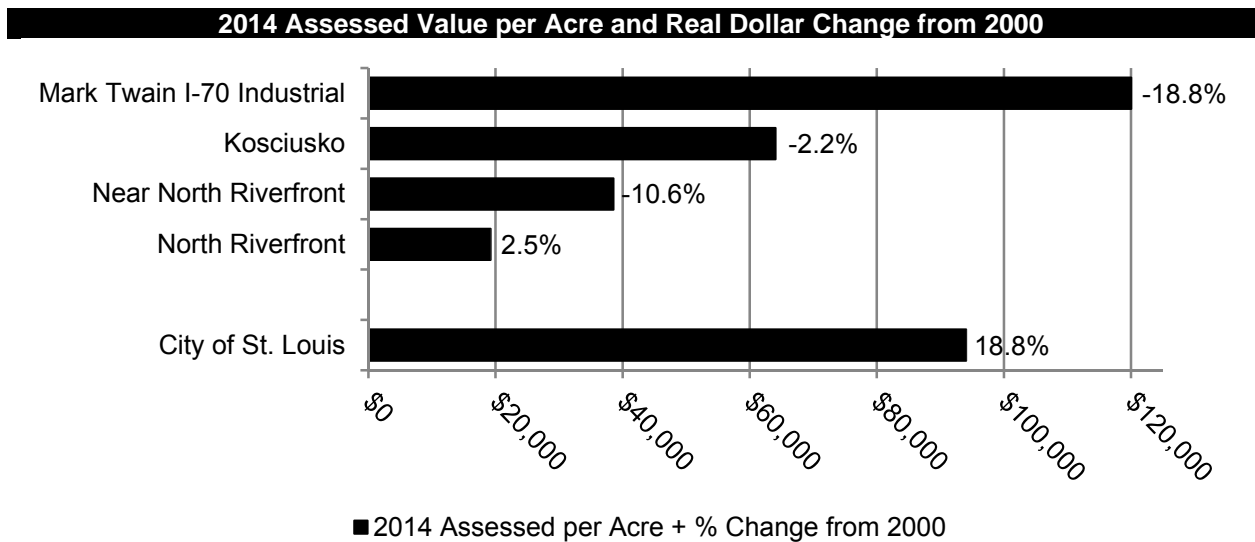 2014 Assessed Value per Acre and Real Dollar Change from 2000
Mark Twain I-70 Industrial
-18.8%
Kosciusko
-2.2%
Near North Riverfront
-10.6%
North Riverfront
2.5%
City of St. Louis
18.8%
$0
$20,000
$40,000
$60,000
$80,000
$100,000
$120,000
2014 Assessed per Acre + % Change from 2000